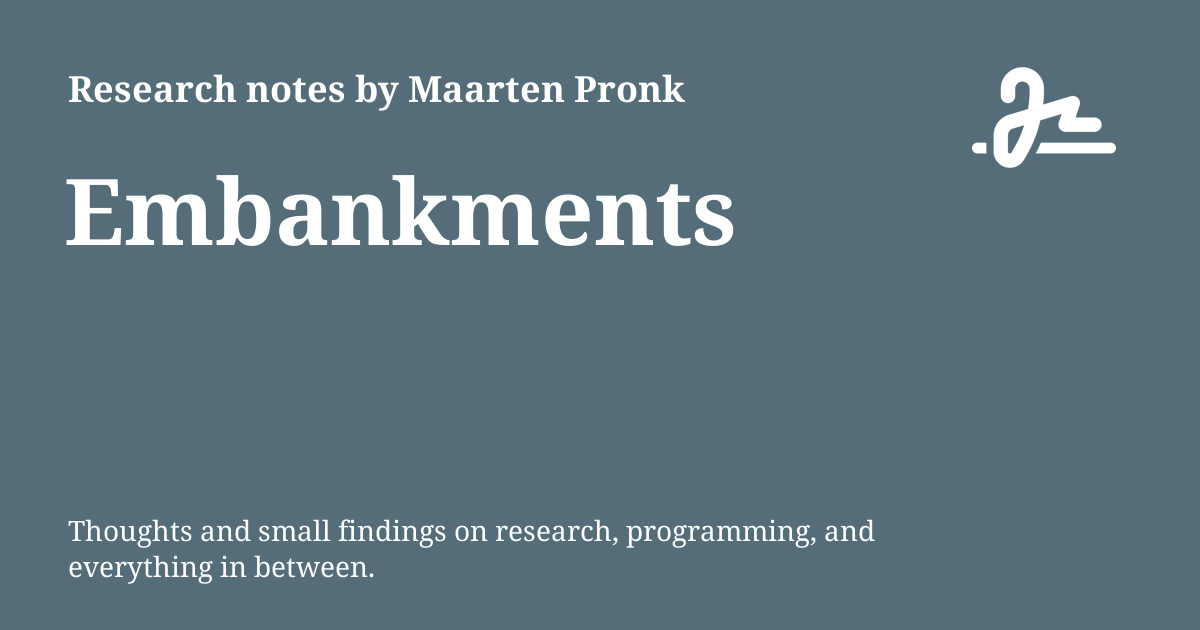 Research notes by Maarten Pronk
Embankments
Thoughts and small findings on research, programming, and
everything in between.